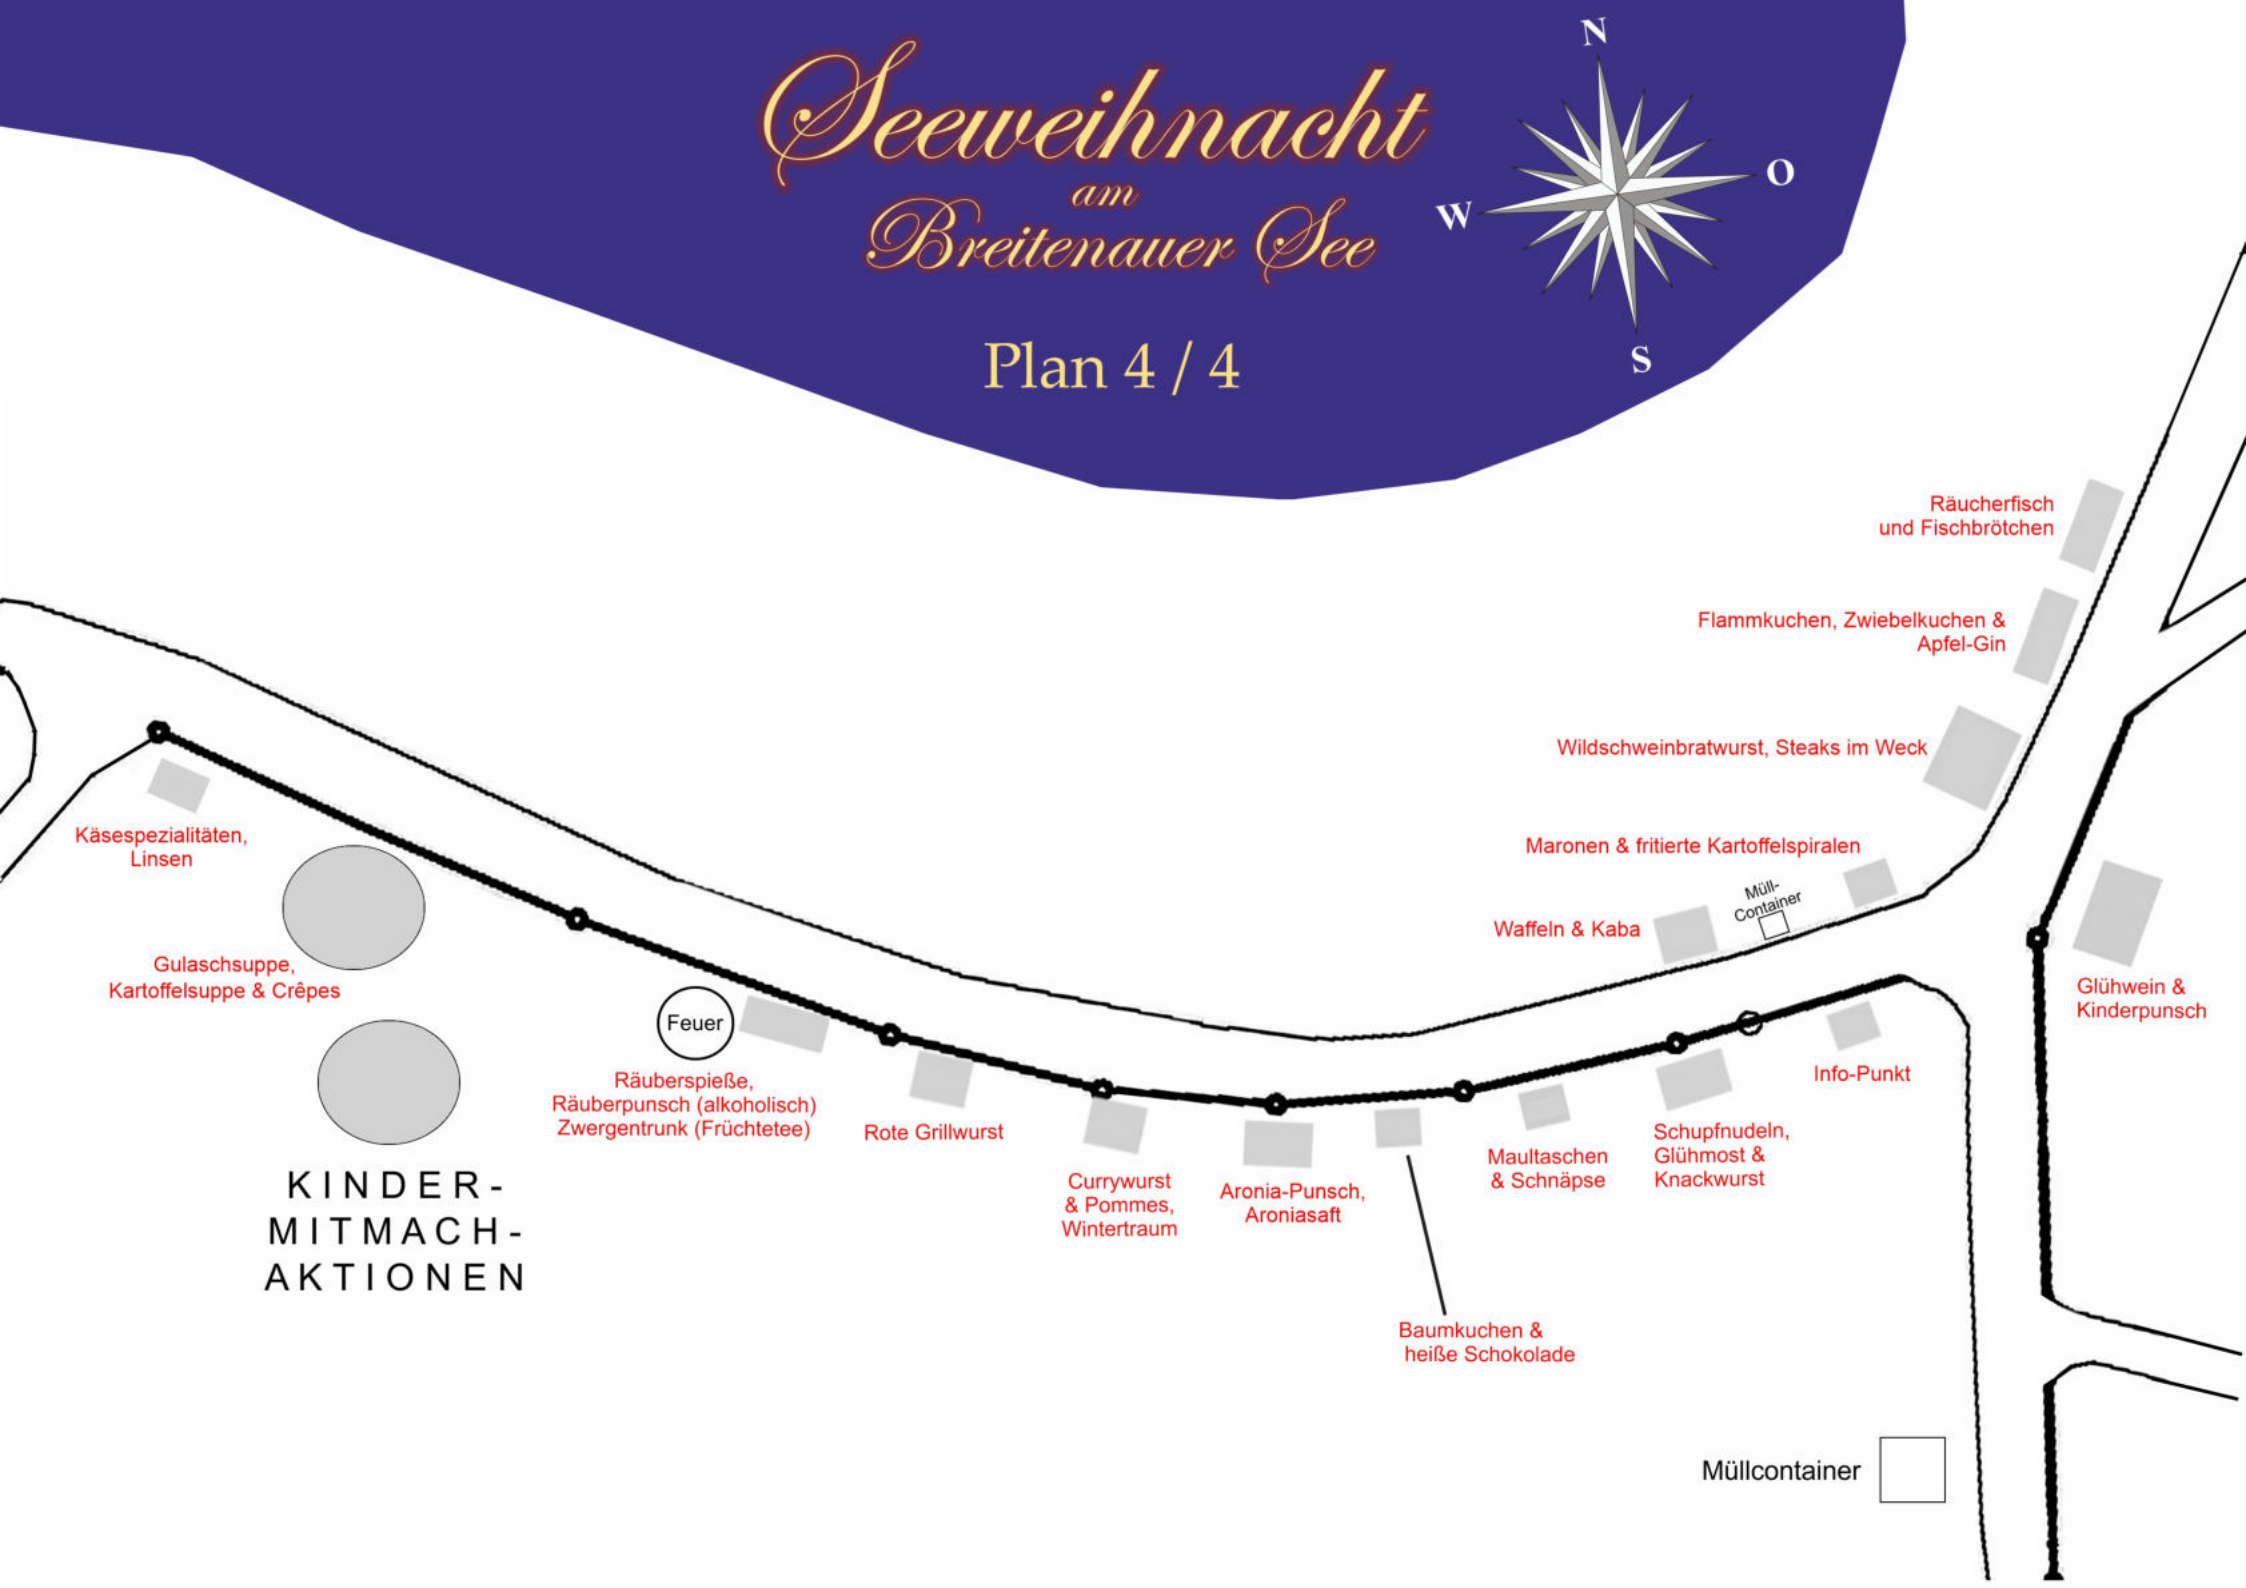 Seeweihnacht
am
Breitenauer See
Plan 4 / 4
N
O
W
S
Räucherfisch
und Fischbrötchen
Flammkuchen, Zwiebelkuchen &
Apfel-Gin
Wildschweinbratwurst, Steaks im Weck
Maronen & fritierte Kartoffelspiralen
Müll-
Container
Waffeln & Kaba
Käsespezialitäten,
Linsen
Gulaschsuppe,
Kartoffelsuppe & Crêpes
Feuer
Räuberspieße,
Räuberpunsch (alkoholisch)
Zwergentrunk (Früchtetee)
Rote Grillwurst
Currywurst
& Pommes,
Wintertraum
Aronia-Punsch,
Aroniasaft
Baumkuchen &
heiße Schokolade
Maultaschen
& Schnäpse
Schupfnudeln,
Glühmost &
Knackwurst
Info-Punkt
Glühwein &
Kinderpunsch
KINDER-
MITMACH-
AKTIONEN
Müllcontainer